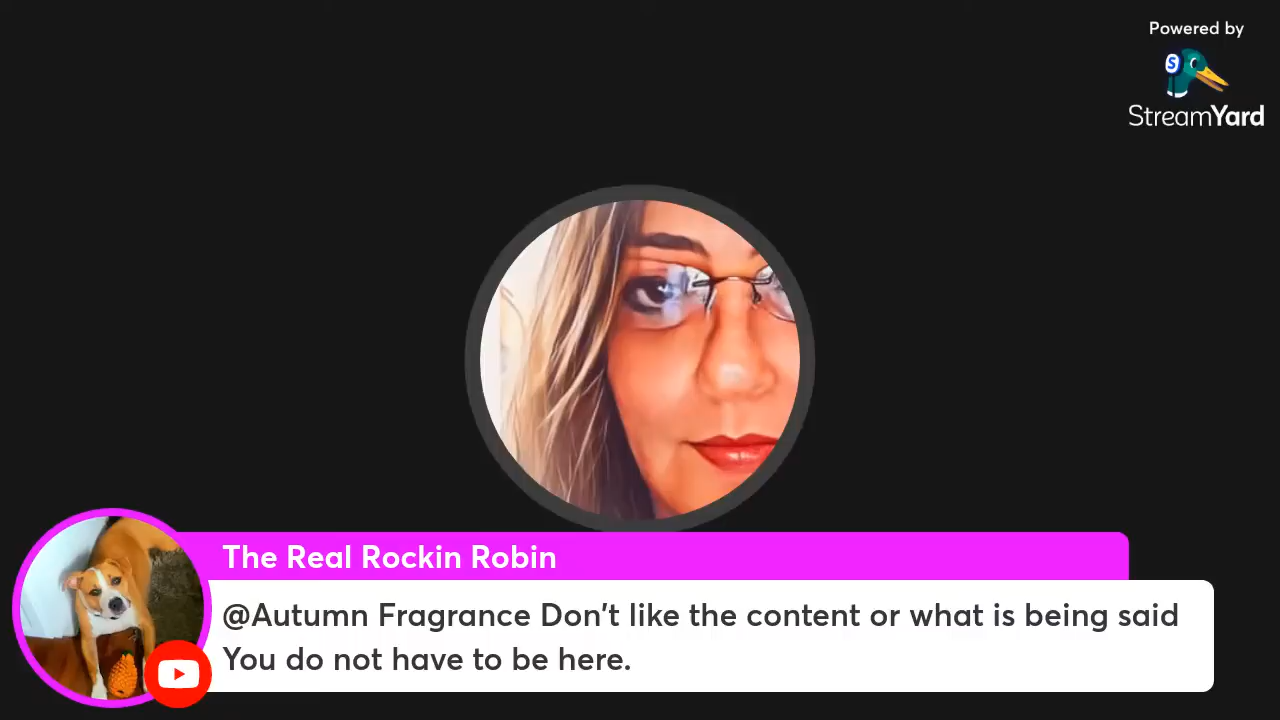 Powered by
S
StreamYard
The Real Rockin Robin
@Autumn Fragrance Don't like the content or what is being said
You do not have to be here.